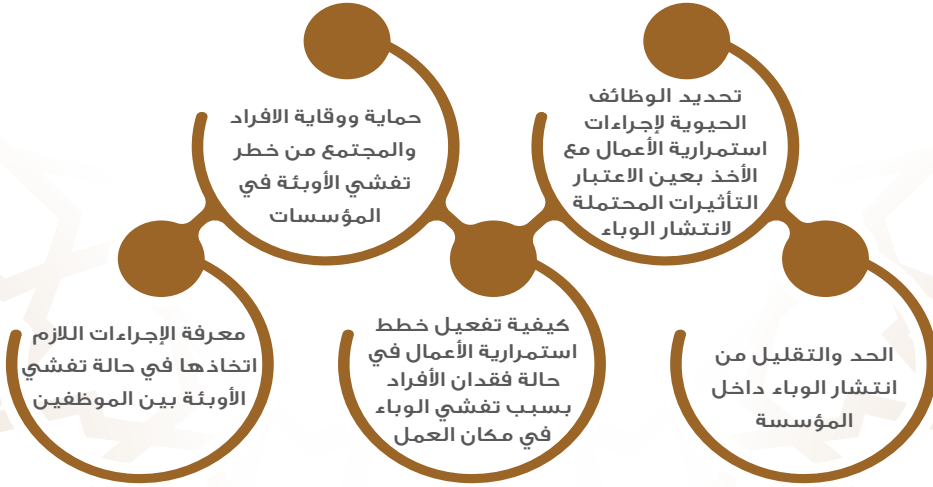 تحديد الوظائف
الحيوية لإجراءات
استمرارية الأعمال مع
الأخذ بعين الاعتبار
التأثيرات المحتملة
لانتشار الوباء
حماية ووقاية الافراد
والمجتمع من خطر
تفشي الأوبئة في
المؤسسات
الحد والتقليل من
انتشار الوباء داخل
المؤسسة
كيفية تفعيل خطط
استمرارية الأعمال في
حالة فقدان الأفراد
بسبب تفشي الوباء
في مكان العمل
معرفة الإجراءات اللازم
اتخاذها في حالة تفشي
الأوبئة بين الموظفين